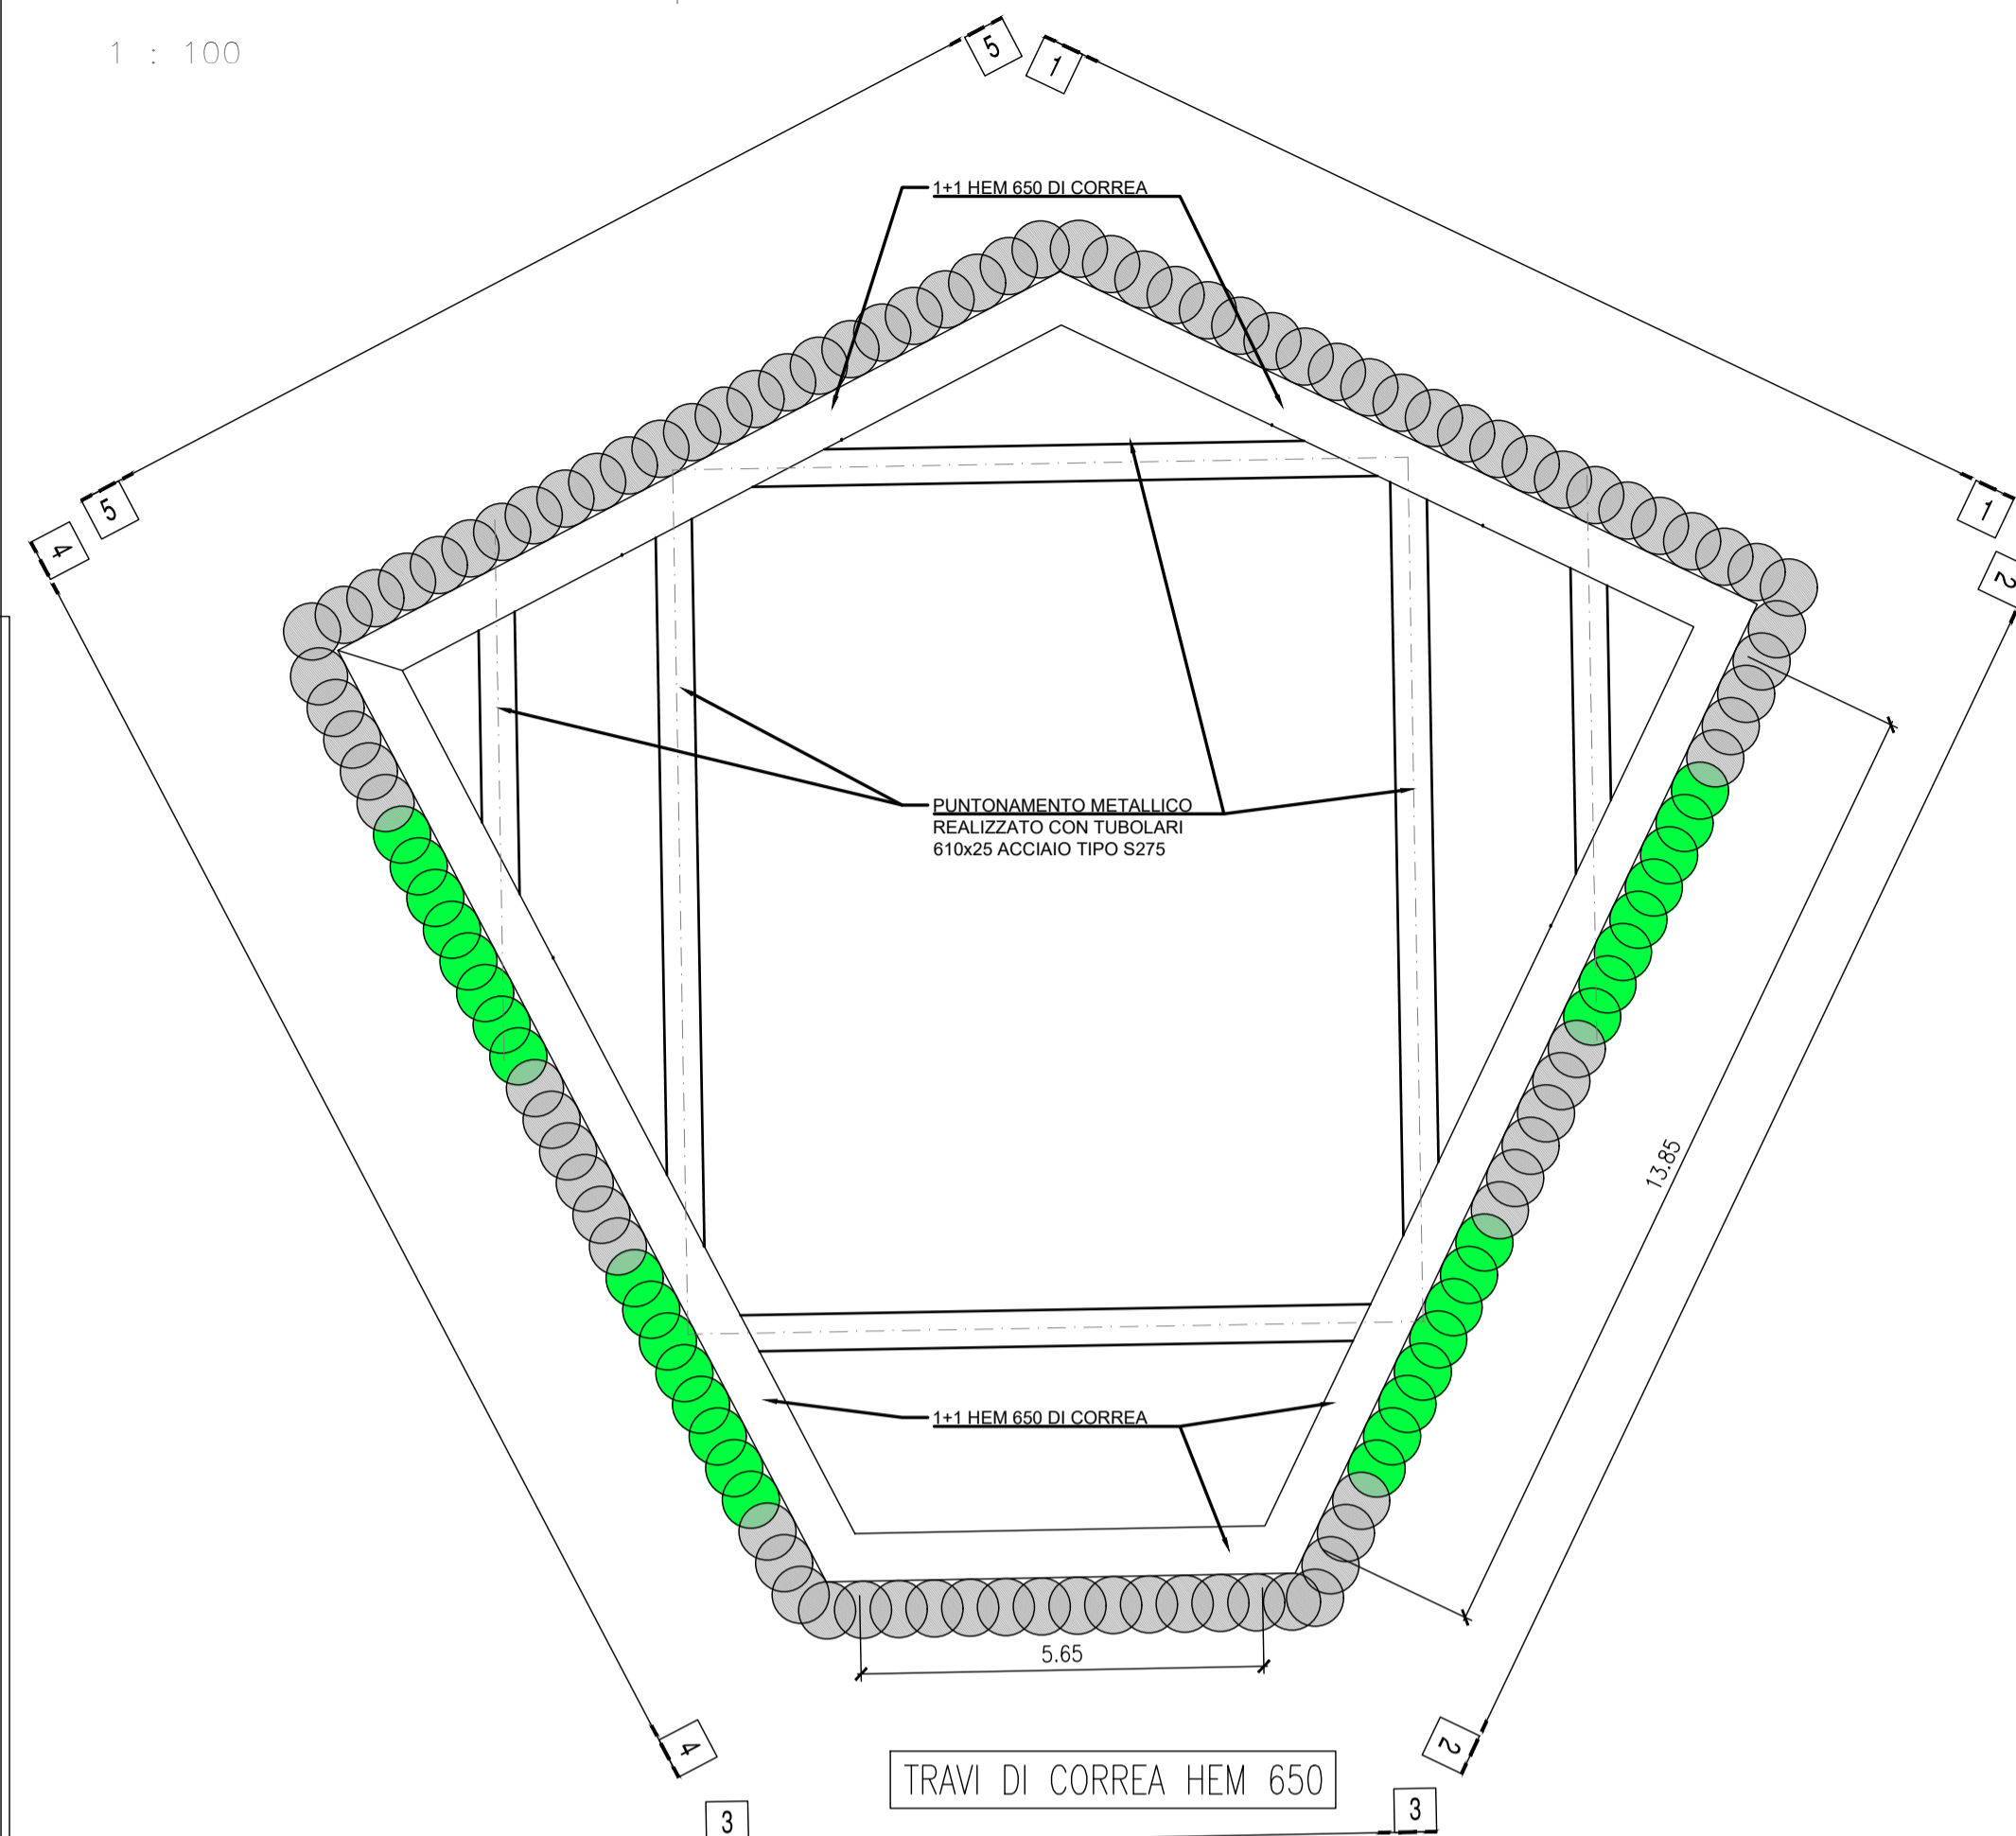 1 : 100
5
1
1+1 HEM 650 DI CORREA
5
1
4
2
PUNTONAMENTO METALLICO
REALIZZATO CON TUBOLARI
610x25 ACCIAIO TIPO S275
13.85
1+1 HEM 650 DI CORREA
5.65
4
2
TRAVI DI CORREA HEM 650
3
3